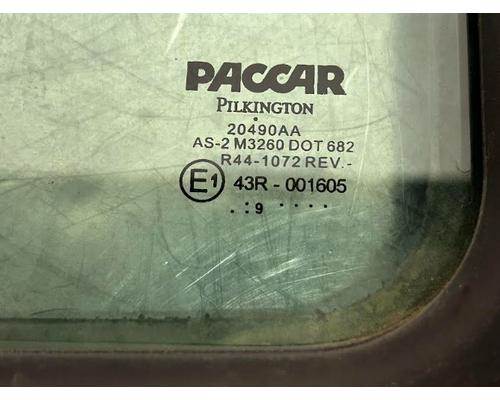 PACCAR
PILKINGTON
20490AA
AS-2 M3260 DOT 682
R44-1072 REV.-
E1 43R - 001605
. : 9 · · · ·